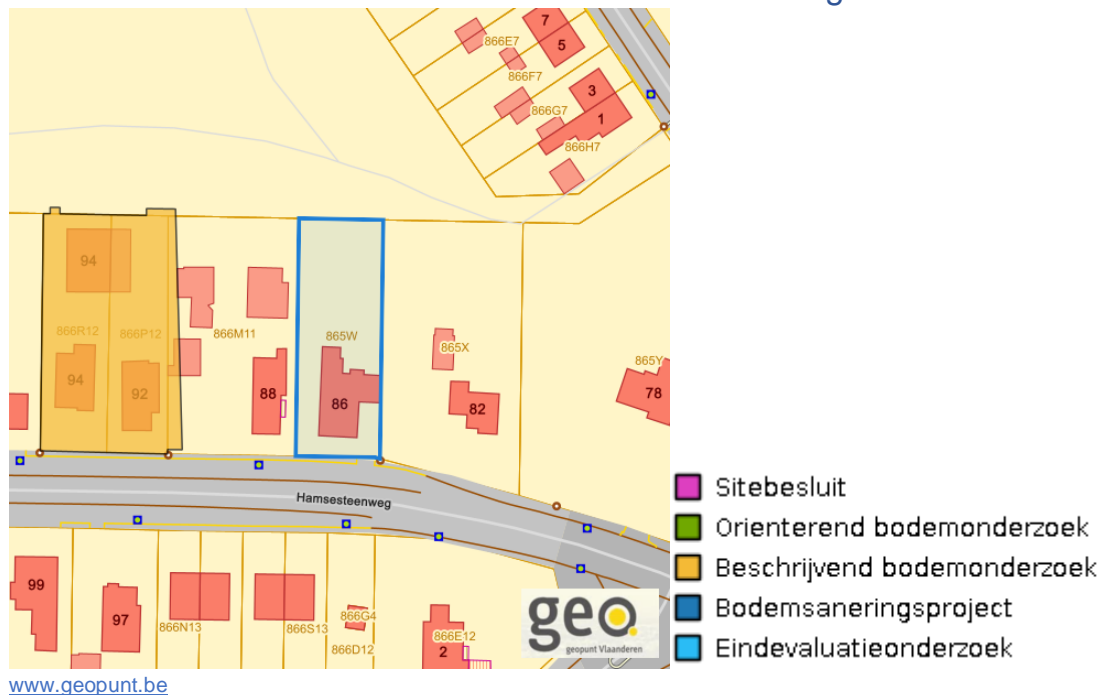 7
5
866E7
866F7
3
866G7
1
866H7
94
866R12
866P12
866M11
865W
865X
865Y
94
92
88
86
82
78
Hamsesteenweg
99
97
866N13
866S13
866G4
866D12
866E12
2
geo
geopunt Vlaanderen
Sitebesluit
Orienterend bodemonderzoek
Beschrijvend bodemonderzoek
Bodemsaneringsproject
Eindevaluatieonderzoek
www.geopunt.be